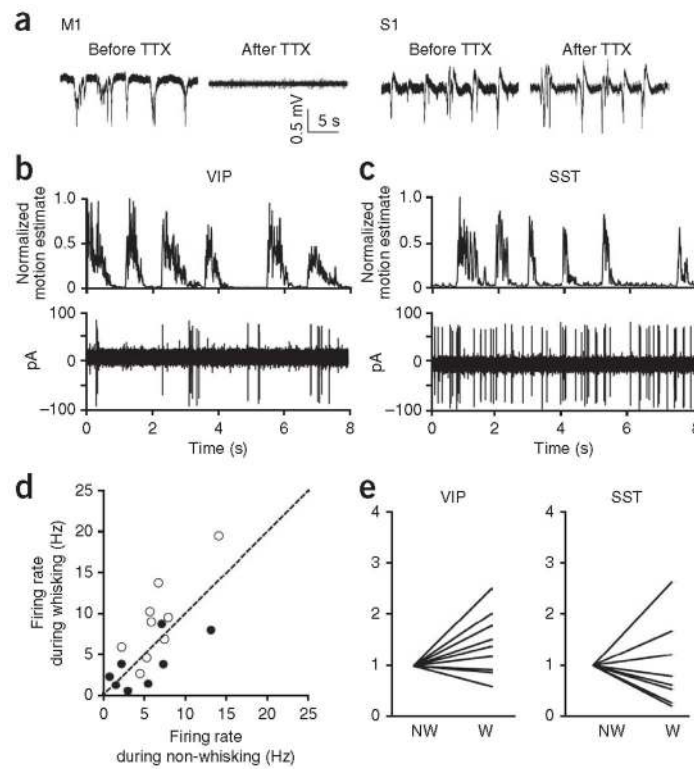 a
M1
Before TTX
After TTX
0.5 mV
5 s
S1
Before TTX
After TTX
b
VIP
Normalized
motion estimate
1.0
0.5
0
pA
100
0
−100
0
2
4
6
8
Time (s)
c
SST
Normalized
motion estimate
1.0
0.5
0
pA
100
0
−100
0
2
4
6
8
Time (s)
d
Firing rate
during whisking (Hz)
25
20
15
10
5
0
0
5
10
15
25
Firing rate
during non-whisking (Hz)
e
VIP
4
3
2
1
0
NW
W
SST
4
3
2
1
0
NW
W